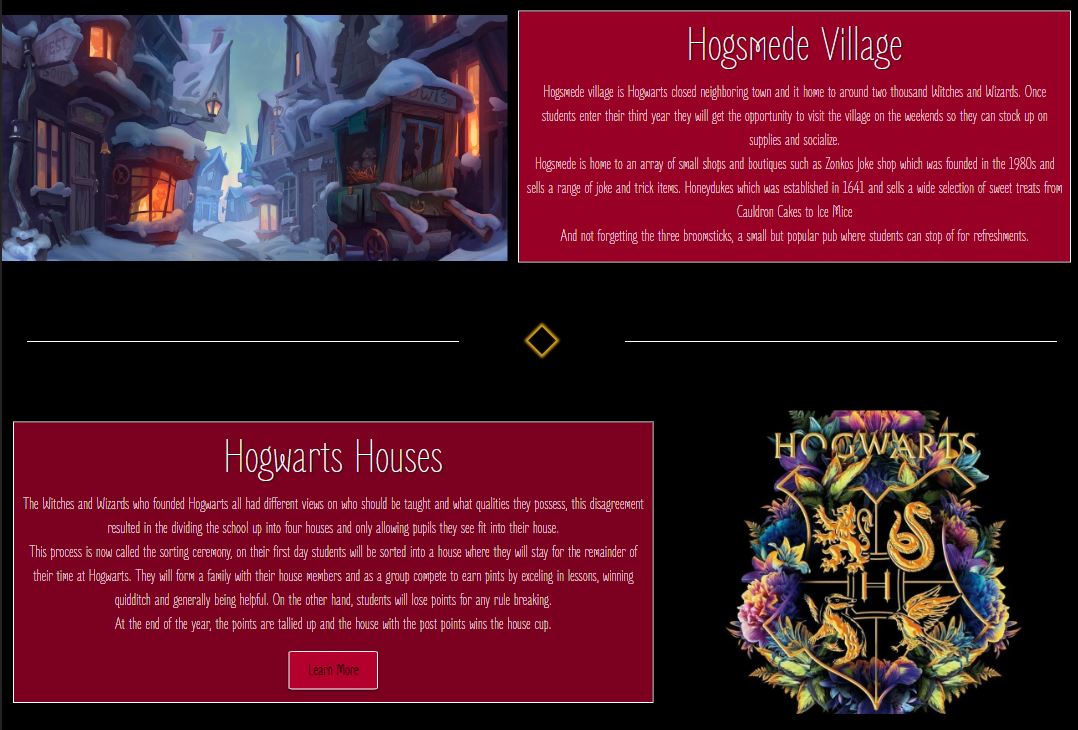 Hogsmede Village
Hogsmede village is Hogwarts closed neighboring town and it home to around two thousand Witches and Wizards. Once
students enter their third year they will get the opportunity to visit the village on the weekends so they can stock up on
supplies and socialize.
Hogsmede is home to an array of small shops and boutiques such as Zonkos Joke shop which was founded in the 1980s and
sells a range of joke and trick items. Honeydukes which was established in 1641 and sells a wide selection of sweet treats from
Cauldron Cakes to Ice Mice
And not forgetting the three broomsticks, a small but popular pub where students can stop of for refreshments.
Hogwarts Houses
The Witches and Wizards who founded Hogwarts all had different views on who should be taught and what qualities they possess, this disagreement
resulted in the dividing the school up into four houses and only allowing pupils they see fit into their house.
This process is now called the sorting ceremony, on their first day students will be sorted into a house where they will stay for the remainder of
their time at Hogwarts. They will form a family with their house members and as a group compete to earn pints by exceling in lessons, winning
quidditch and generally being helpful. On the other hand, students will lose points for any rule breaking.
At the end of the year, the points are tallied up and the house with the post points wins the house cup.
Learn More
HOGWARTS
H